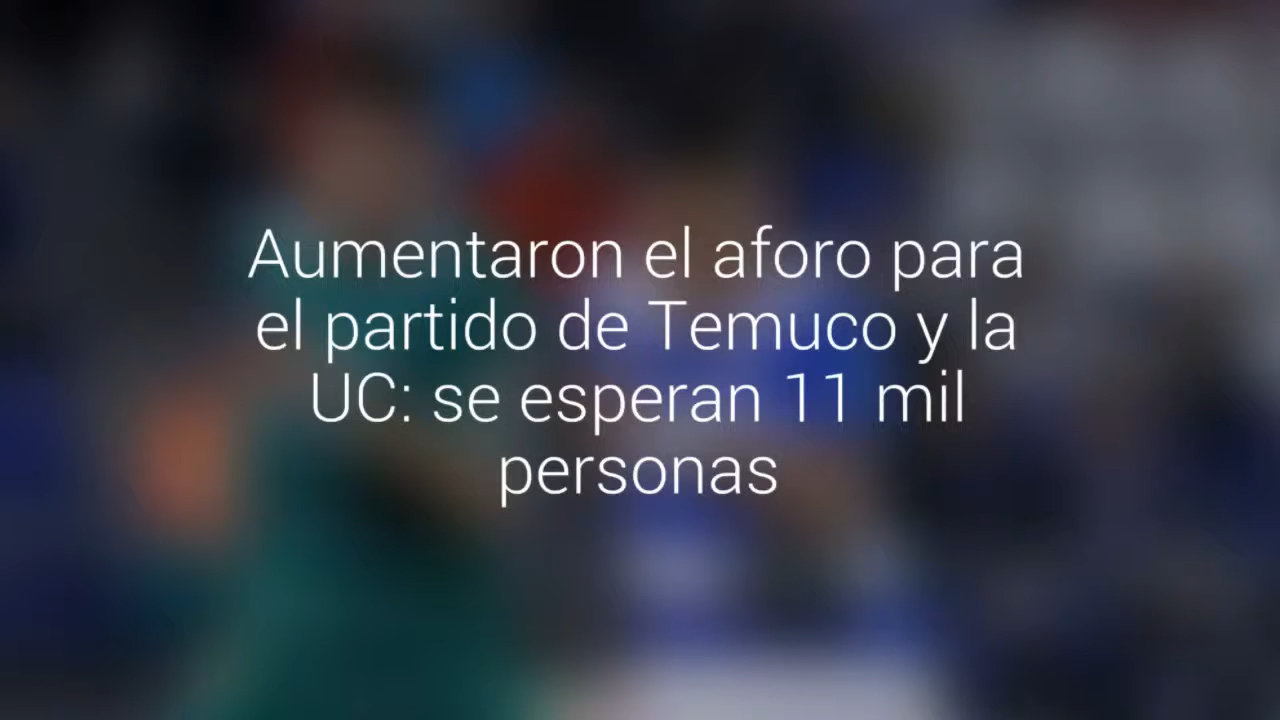 Aumentaron el aforo para
el partido de Temuco y la
UC: se esperan 11 mil
personas